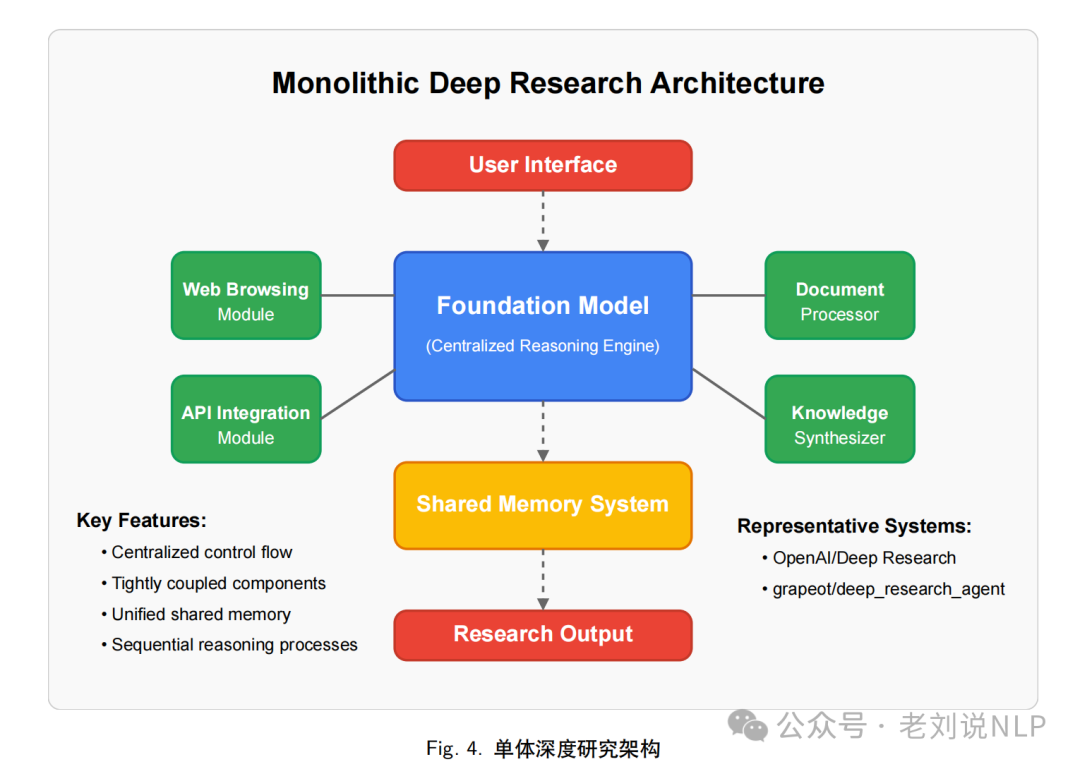 Monolithic Deep Research Architecture
User Interface
Web Browsing
Module
Foundation Model
(Centralized Reasoning Engine)
Document
Processor
API Integration
Module
Knowledge
Synthesizer
Shared Memory System
Key Features:
• Centralized control flow
• Tightly coupled components
• Unified shared memory
• Sequential reasoning processes
Representative Systems:
• OpenAI/Deep Research
• grapeot/deep_research_agent
Research Output
公众号 · 老刘说NLP
Fig. 4. 单体深度研究架构